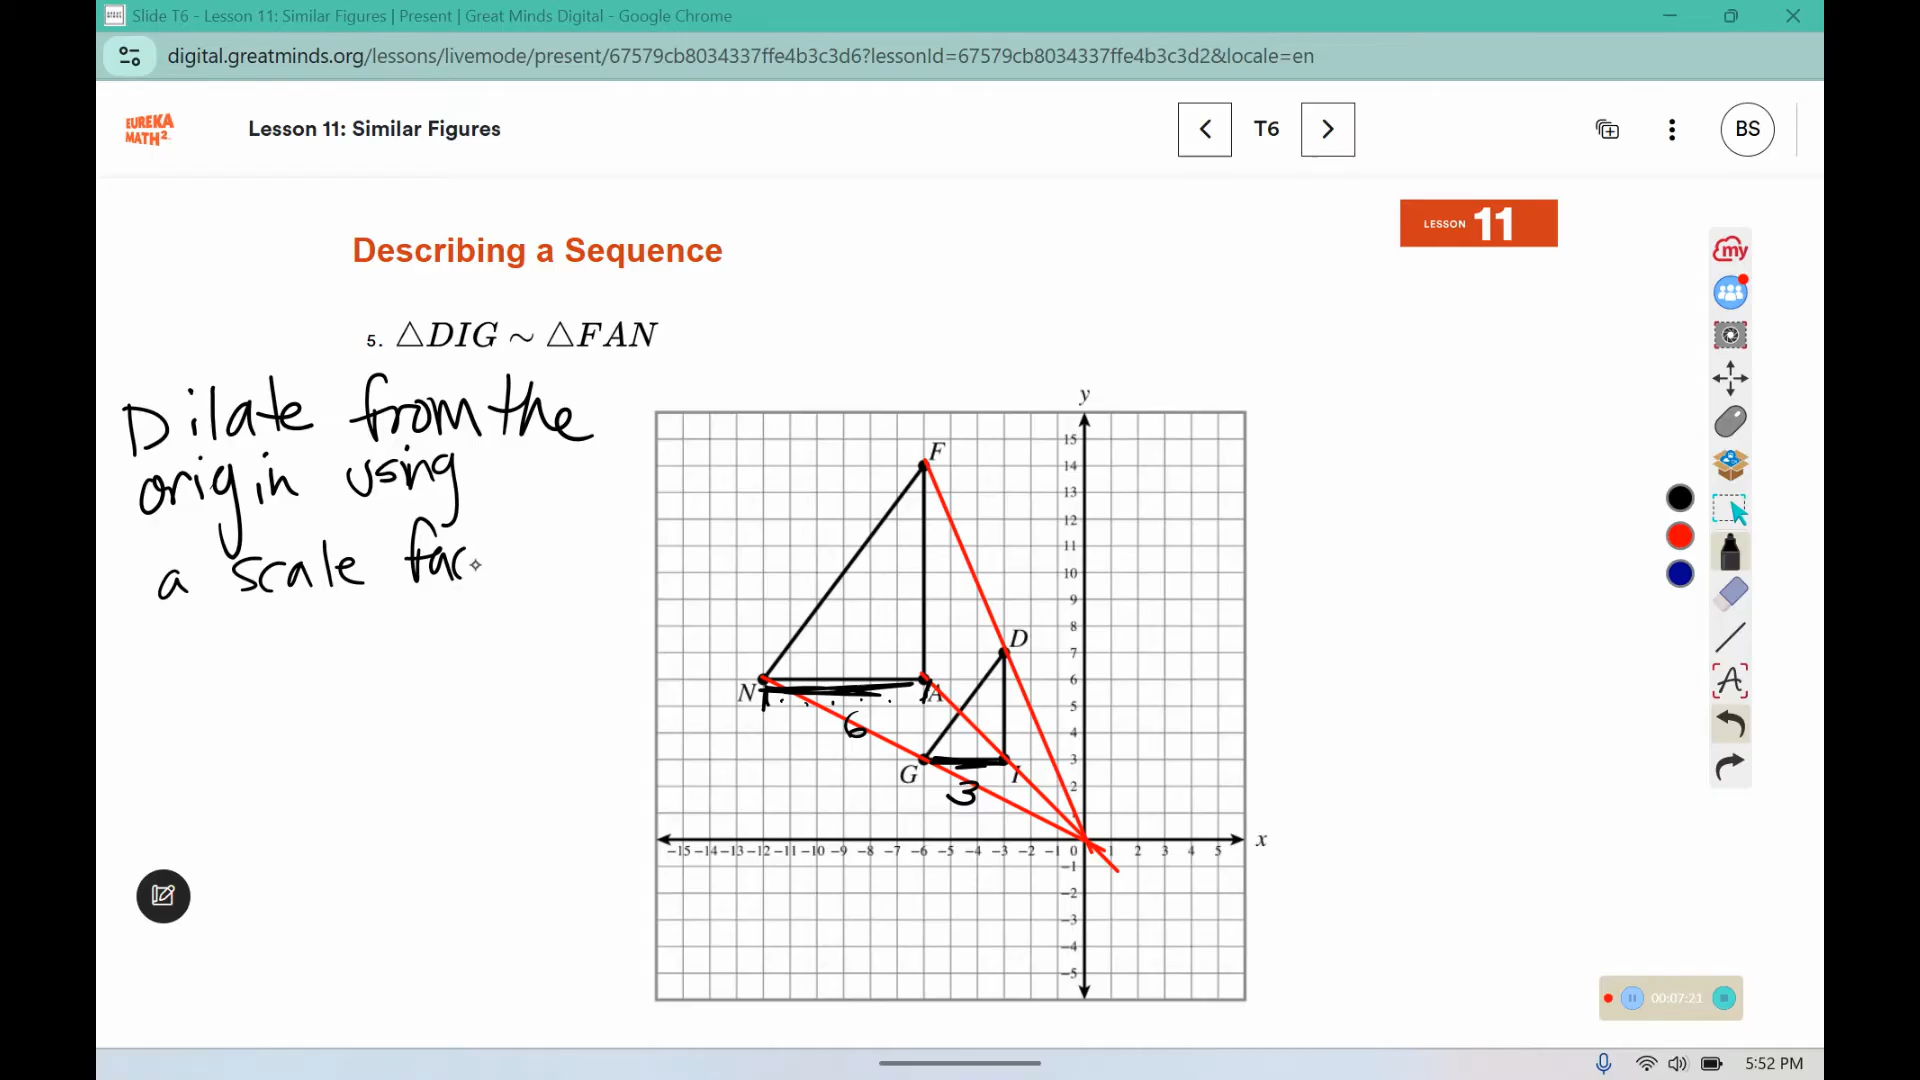 Slide T6 - Lesson 11: Similar Figures | Present | Great Minds Digital - Google Chrome
digital.greatminds.org/lessons/livemode/present/67579cb8034337ffe4b3c3d6?lessonId=67579cb8034337ffe4b3c3d2&locale=en
EUREKA
MATH²
Lesson 11: Similar Figures
T6
BS
LESSON 11
Describing a Sequence
my
5. △DIG ~ △FAN
Dilate from the
origin using
a scale fac
y
15
F
14
13
12
11
10
9
8
D
7
N
A
6
5
6
4
G
I
3
3
2
x
-15 -14 -13 -12 -11 -10 -9 -8 -7 -6 -5 -4 -3 -2 -1 0 1 2 3 4 5
-1
-2
-3
-4
-5
A
00:07:21
5:52 PM